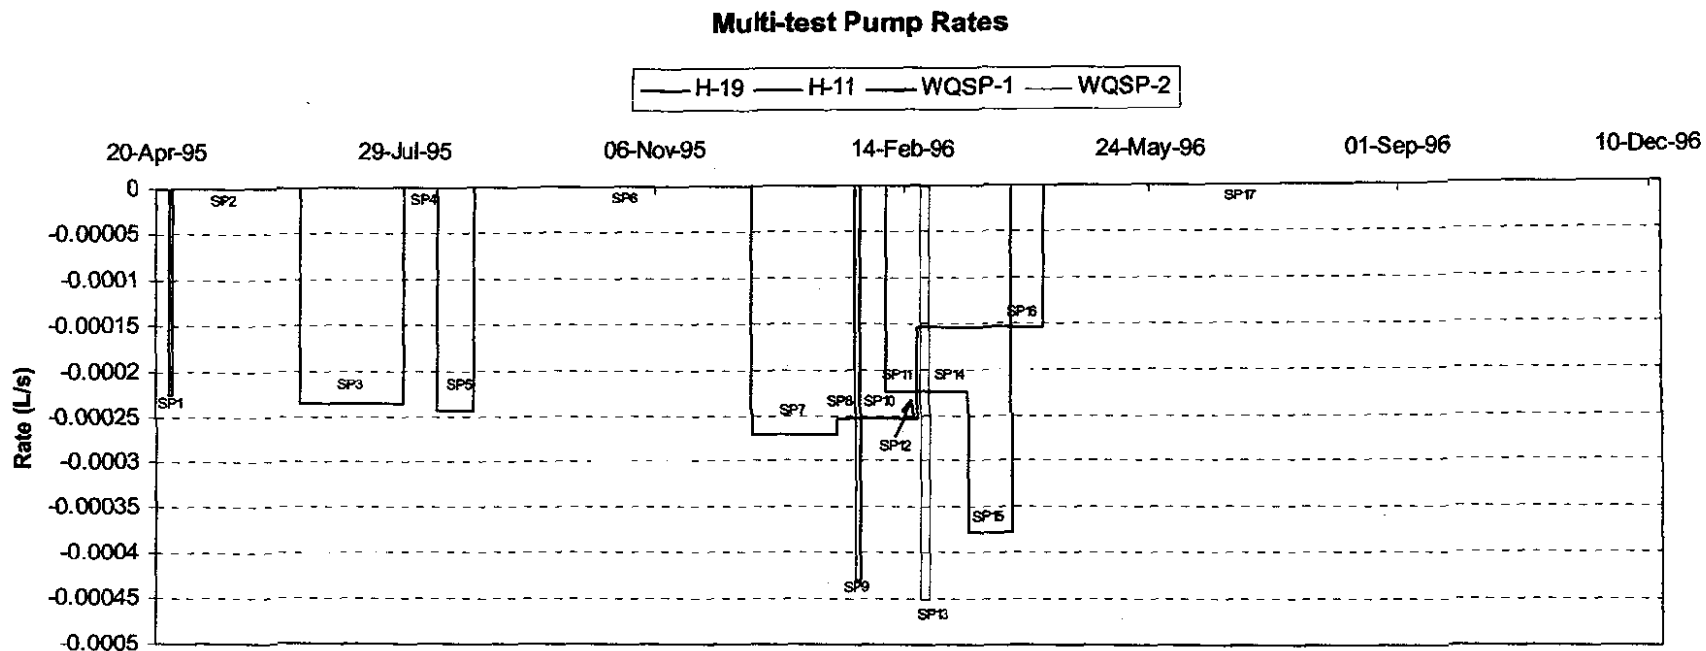 Multi-test Pump Rates
H-19 H-11 WQSP-1 WQSP-2
20-Apr-95 29-Jul-95 06-Nov-95 14-Feb-96 24-May-96 01-Sep-96 10-Dec-96
0
SP2 SP4 SP6 SP17
-0.00005
-0.0001
-0.00015
SP16
-0.0002
SP3 SP5 SP11 SP14
-0.00025
SP1 SP7 SP8 SP10
SP12
-0.0003
-0.00035
SP15
-0.0004
SP9
-0.00045
SP13
-0.0005
Rate (L/s)